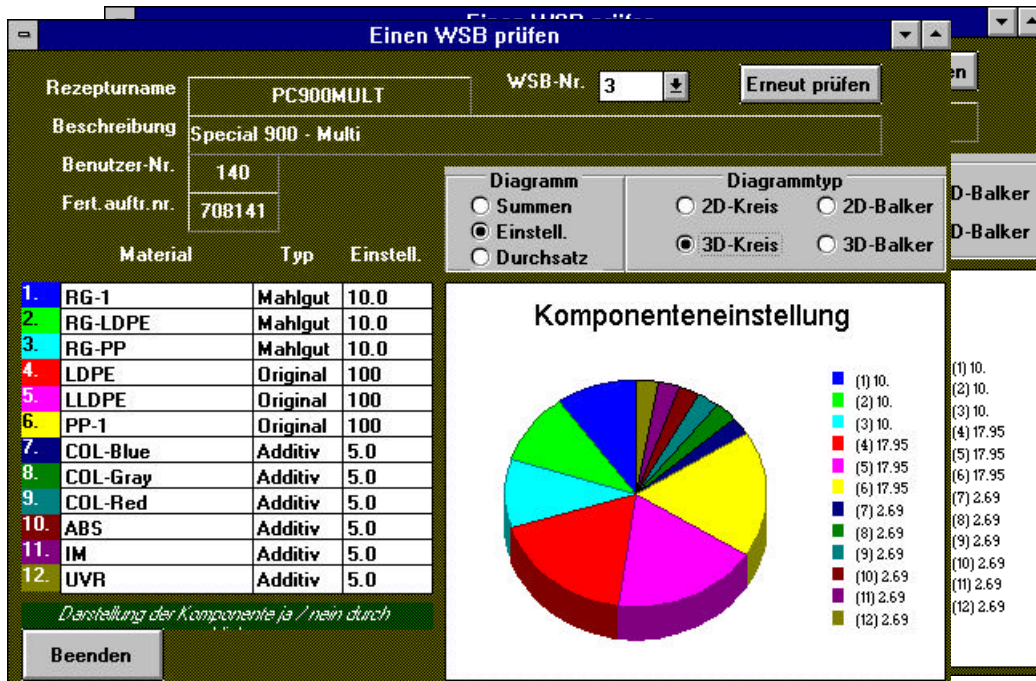 Einen WSB prüfen
Einen WSB prüfen
Rezepturname PC900MULT WSB-Nr. 3 Erneut prüfen
Beschreibung Special 900 - Multi
Benutzer-Nr. 140
Fert.auftr.nr. 708141
Diagramm Diagrammtyp
Summen 2D-Kreis 2D-Balker
Einstell. 3D-Kreis 3D-Balker
Durchsatz
Material Typ Einstell.
1. RG-1 Mahlgut 10.0
2. RG-LDPE Mahlgut 10.0
3. RG-PP Mahlgut 10.0
4. LDPE Original 100
5. LLDPE Original 100
6. PP-1 Original 100
7. COL-Blue Additiv 5.0
8. COL-Gray Additiv 5.0
9. COL-Red Additiv 5.0
10. ABS Additiv 5.0
11. IM Additiv 5.0
12. UVR Additiv 5.0
Darstellung der Komponente ja / nein durch
Beenden
Komponenteneinstellung
(1) 10.
(2) 10.
(3) 10.
(4) 17.95
(5) 17.95
(6) 17.95
(7) 2.69
(8) 2.69
(9) 2.69
(10) 2.69
(11) 2.69
(12) 2.69
en
D-Balker
D-Balker
(1) 10.
(2) 10.
(3) 10.
(4) 17.95
(5) 17.95
(6) 17.95
(7) 2.69
(8) 2.69
(9) 2.69
(10) 2.69
(11) 2.69
(12) 2.69